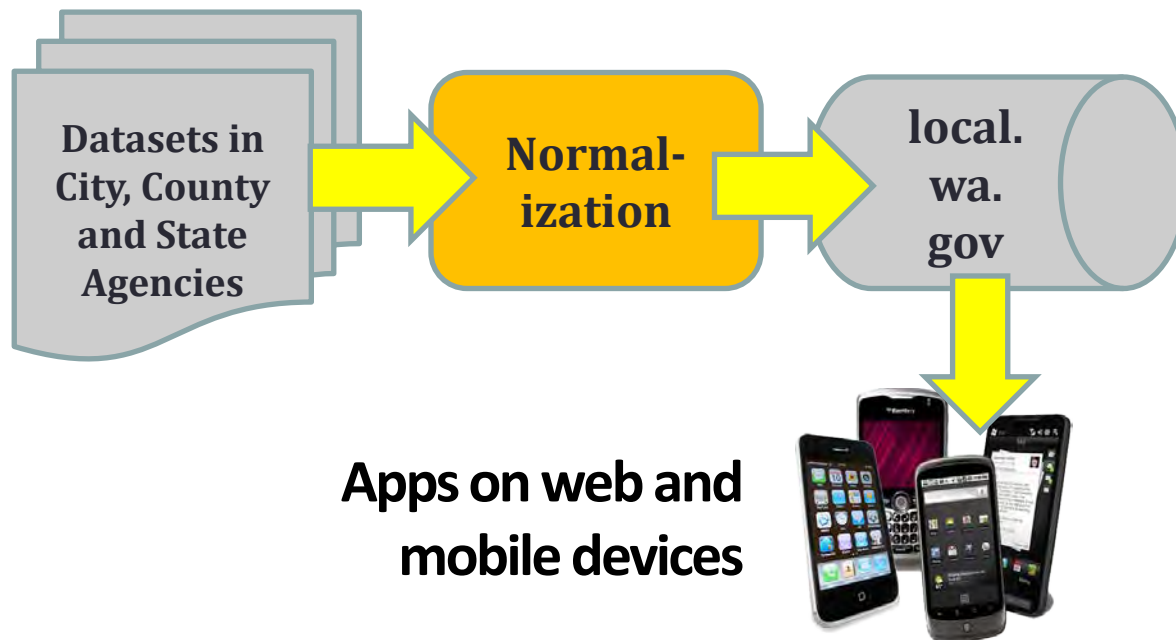 Datasets in
City, County
and State
Agencies
Normal-
ization
local.
wa.
gov
Apps on web and
mobile devices